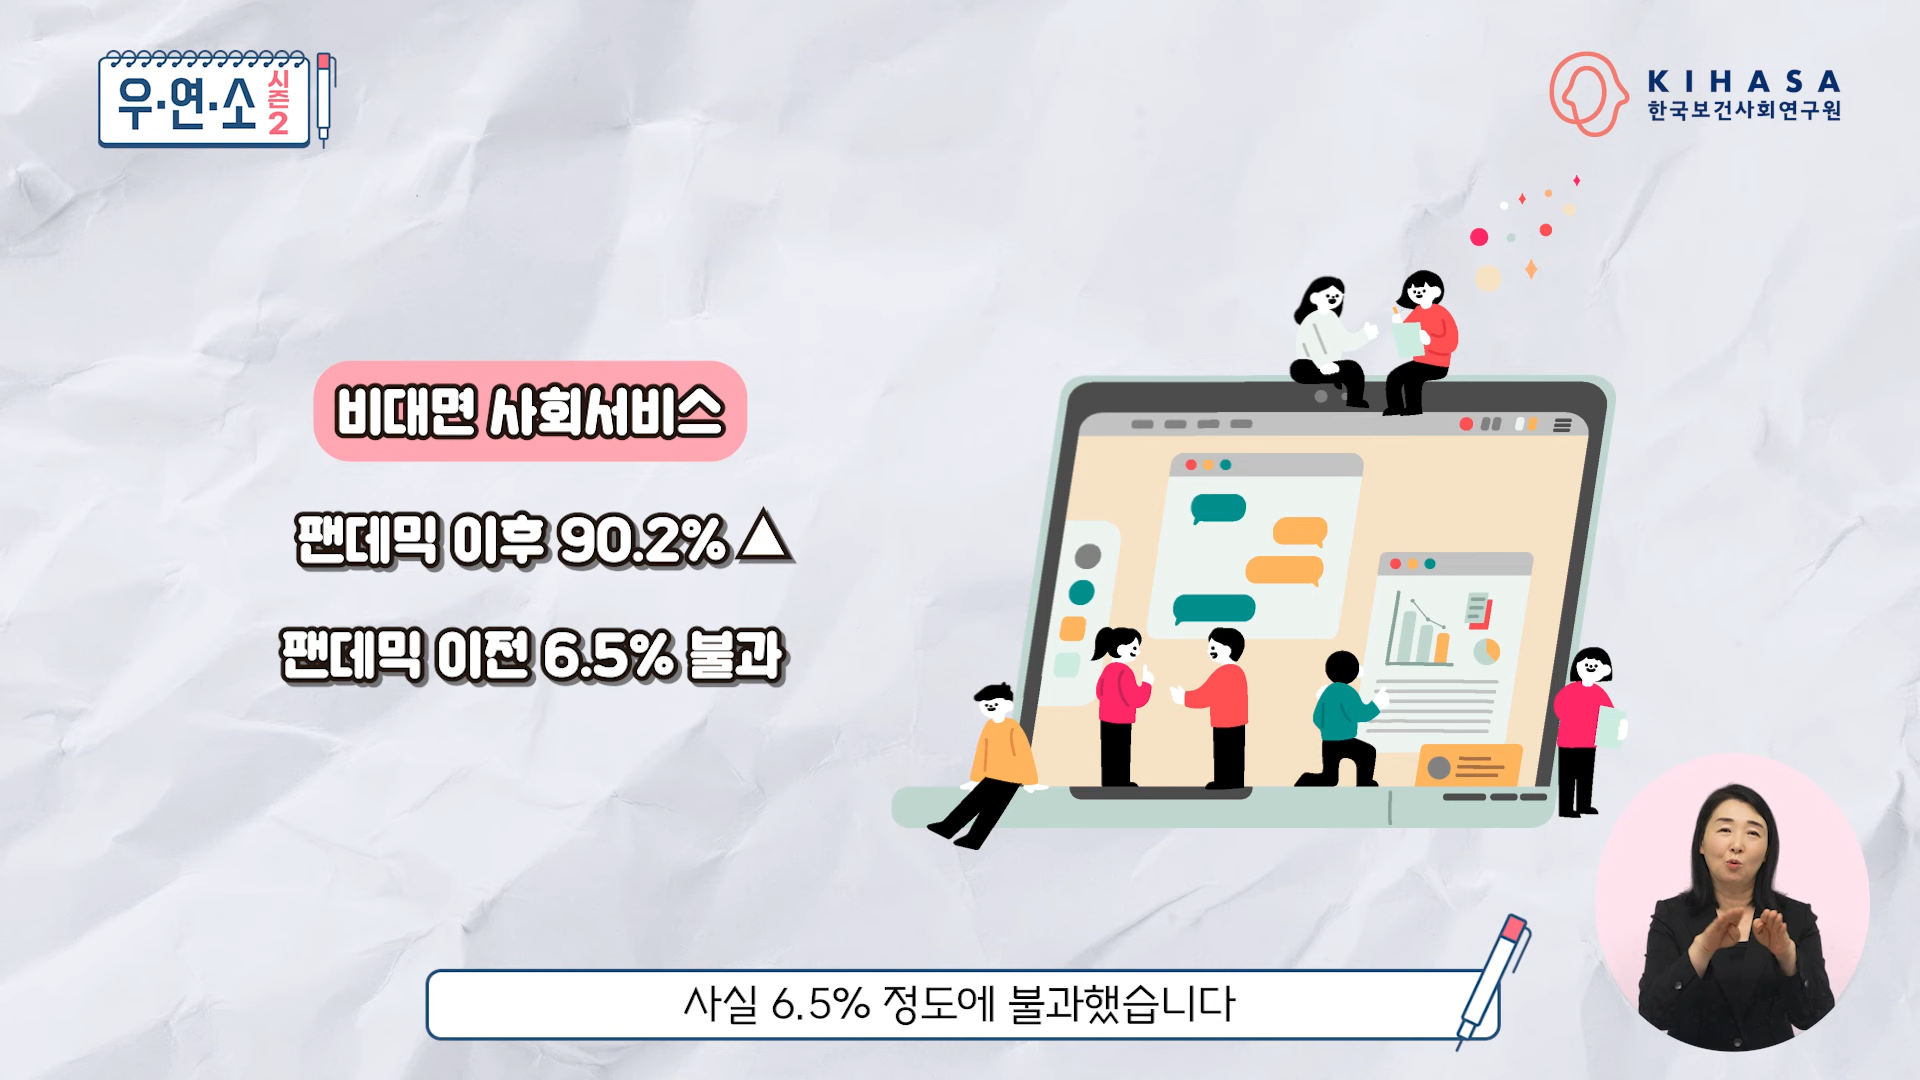 우·연·소 시즌2
KIHASA
한국보건사회연구원
비대면 사회서비스
팬데믹 이후 90.2%▲
팬데믹 이전 6.5% 불과
사실 6.5% 정도에 불과했습니다